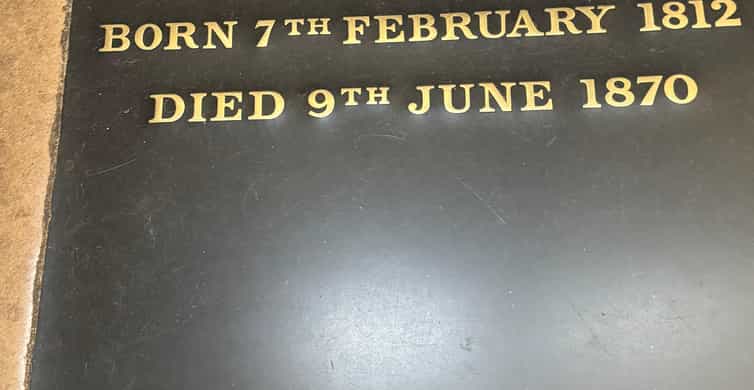 BORN 7TH FEBRUARY 1812
DIED 9TH JUNE 1870